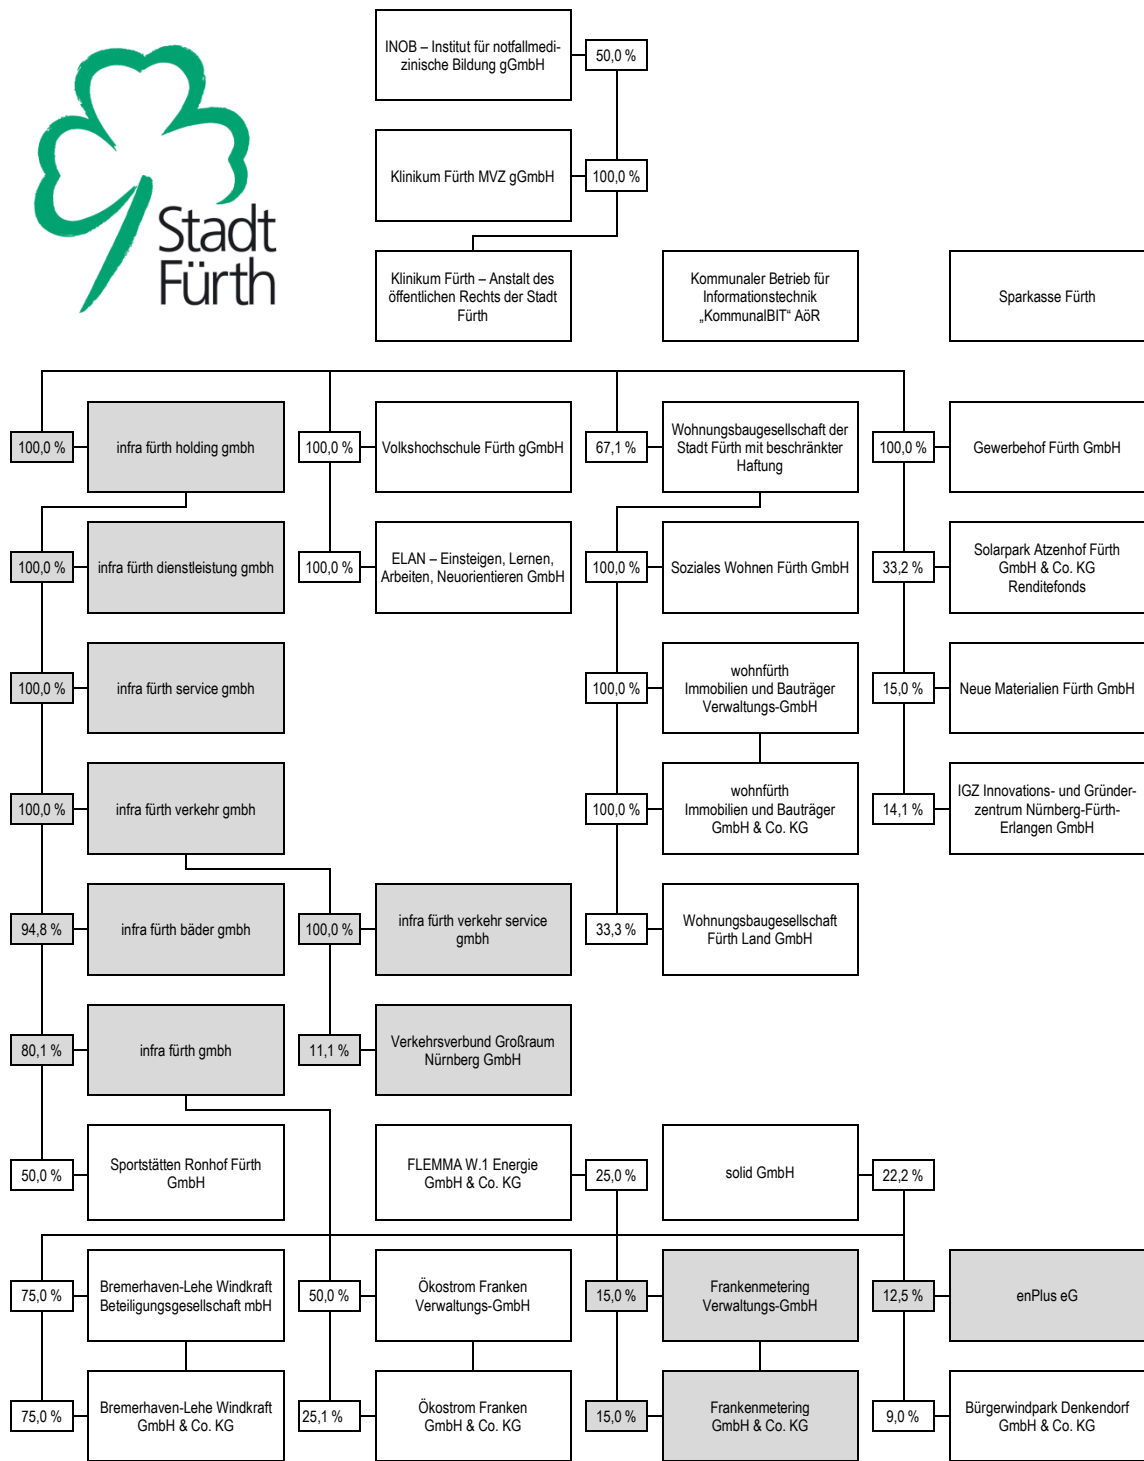 Stadt
Fürth
INOB – Institut für notfallmedi-
zinische Bildung gGmbH
50,0 %
Klinikum Fürth MVZ gGmbH
100,0 %
Klinikum Fürth – Anstalt des
öffentlichen Rechts der Stadt
Fürth
Kommunaler Betrieb für
Informationstechnik
„KommunalBIT“ AöR
Sparkasse Fürth
100,0 %
infra fürth holding gmbh
100,0 %
Volkshochschule Fürth gGmbH
67,1 %
Wohnungsbaugesellschaft der
Stadt Fürth mit beschränkter
Haftung
100,0 %
Gewerbehof Fürth GmbH
100,0 %
infra fürth dienstleistung gmbh
100,0 %
ELAN – Einsteigen, Lernen,
Arbeiten, Neuorientieren GmbH
100,0 %
Soziales Wohnen Fürth GmbH
33,2 %
Solarpark Atzenhof Fürth
GmbH & Co. KG
Renditefonds
100,0 %
infra fürth service gmbh
100,0 %
wohnfürth
Immobilien und Bauträger
Verwaltungs-GmbH
15,0 %
Neue Materialien Fürth GmbH
100,0 %
infra fürth verkehr gmbh
100,0 %
wohnfürth
Immobilien und Bauträger
GmbH & Co. KG
14,1 %
IGZ Innovations- und Gründer-
zentrum Nürnberg-Fürth-
Erlangen GmbH
94,8 %
infra fürth bäder gmbh
100,0 %
infra fürth verkehr service
gmbh
33,3 %
Wohnungsbaugesellschaft
Fürth Land GmbH
80,1 %
infra fürth gmbh
11,1 %
Verkehrsverbund Großraum
Nürnberg GmbH
50,0 %
Sportstätten Ronhof Fürth
GmbH
FLEMMA W.1 Energie
GmbH & Co. KG
25,0 %
solid GmbH
22,2 %
75,0 %
Bremerhaven-Lehe Windkraft
Beteiligungsgesellschaft mbH
50,0 %
Ökostrom Franken
Verwaltungs-GmbH
15,0 %
Frankenmetering
Verwaltungs-GmbH
12,5 %
enPlus eG
75,0 %
Bremerhaven-Lehe Windkraft
GmbH & Co. KG
25,1 %
Ökostrom Franken
GmbH & Co. KG
15,0 %
Frankenmetering
GmbH & Co. KG
9,0 %
Bürgerwindpark Denkendorf
GmbH & Co. KG